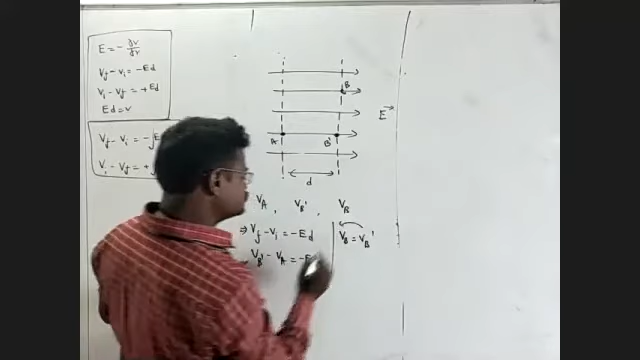 E = - ∂V/∂r
Vf - Vi = - Ed
Vi - Vf = + Ed
Ed = V
Vf - Vi = - ∫E
Vi - Vf = + ∫
B
A
B'
E⃗
d
VA , VB' , VB
⇒ Vf - Vi = - Ed
VB = VB'
VB' - VA = - E